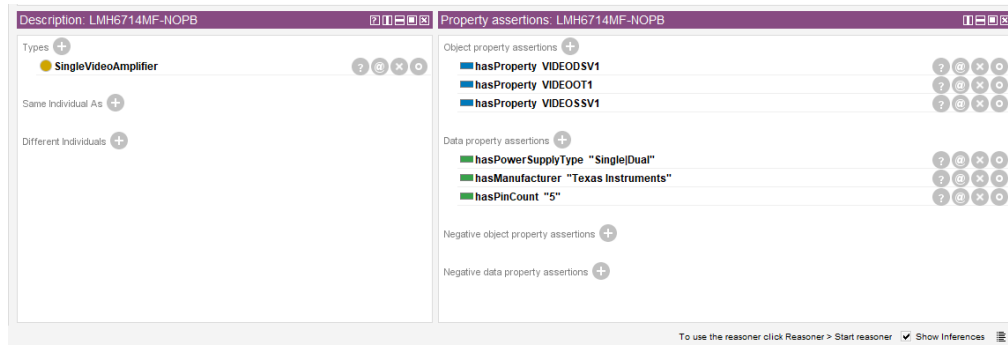 Description: LMH6714MF-NOPB
Types
SingleVideoAmplifier
Same Individual As
Different Individuals
Property assertions: LMH6714MF-NOPB
Object property assertions
hasProperty VIDEODSV1
hasProperty VIDEOOT1
hasProperty VIDEOSSV1
Data property assertions
hasPowerSupplyType "Single|Dual"
hasManufacturer "Texas Instruments"
hasPinCount "5"
Negative object property assertions
Negative data property assertions
To use the reasoner click Reasoner > Start reasoner Show Inferences